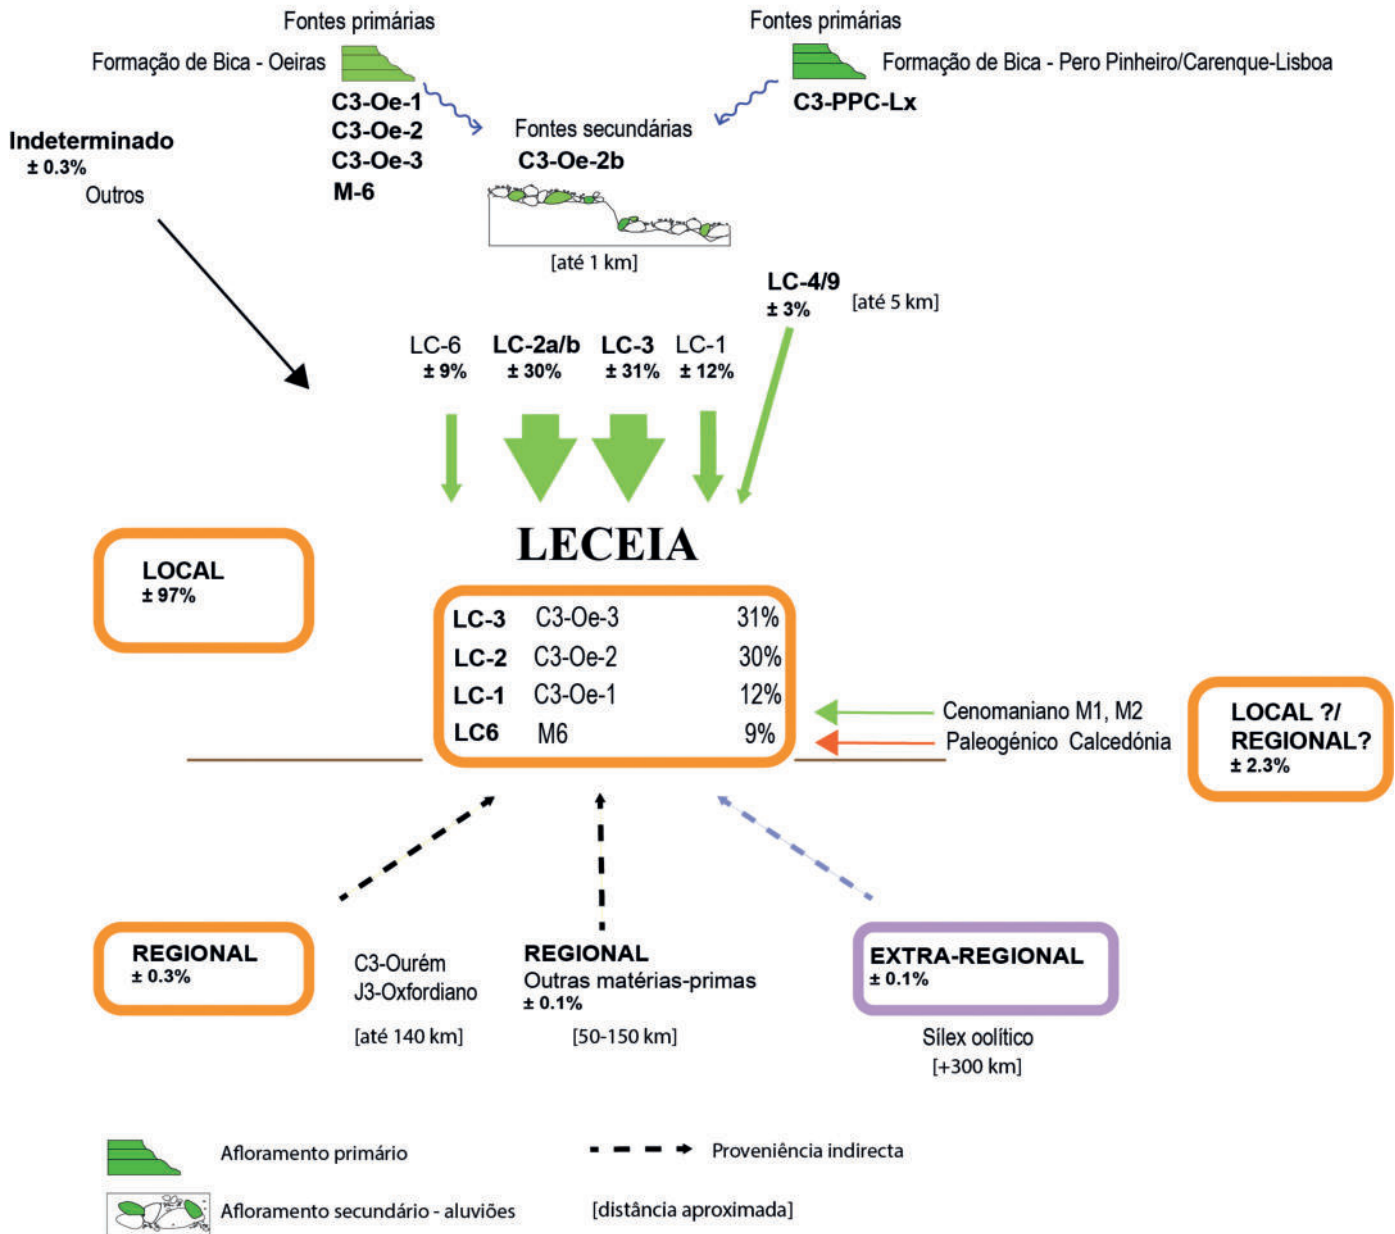 Fontes primárias
Formação de Bica - Oeiras
C3-Oe-1
C3-Oe-2
C3-Oe-3
M-6
Fontes primárias
Formação de Bica - Pero Pinheiro/Carenque-Lisboa
C3-PPC-Lx
Indeterminado
± 0.3%
Outros
Fontes secundárias
C3-Oe-2b
[até 1 km]
LC-4/9
± 3%
[até 5 km]
LC-6
± 9%
LC-2a/b
± 30%
LC-3
± 31%
LC-1
± 12%
LECEIA
LOCAL
± 97%
LC-3 C3-Oe-3 31%
LC-2 C3-Oe-2 30%
LC-1 C3-Oe-1 12%
LC6 M6 9%
Cenomaniano M1, M2
Paleogénico Calcedónia
LOCAL ?/
REGIONAL?
± 2.3%
REGIONAL
± 0.3%
C3-Ourém
J3-Oxfordiano
[até 140 km]
REGIONAL
Outras matérias-primas
± 0.1%
[50-150 km]
EXTRA-REGIONAL
± 0.1%
Sílex oolítico
[+300 km]
Afloramento primário
Proveniência indirecta
Afloramento secundário - aluviões
[distância aproximada]